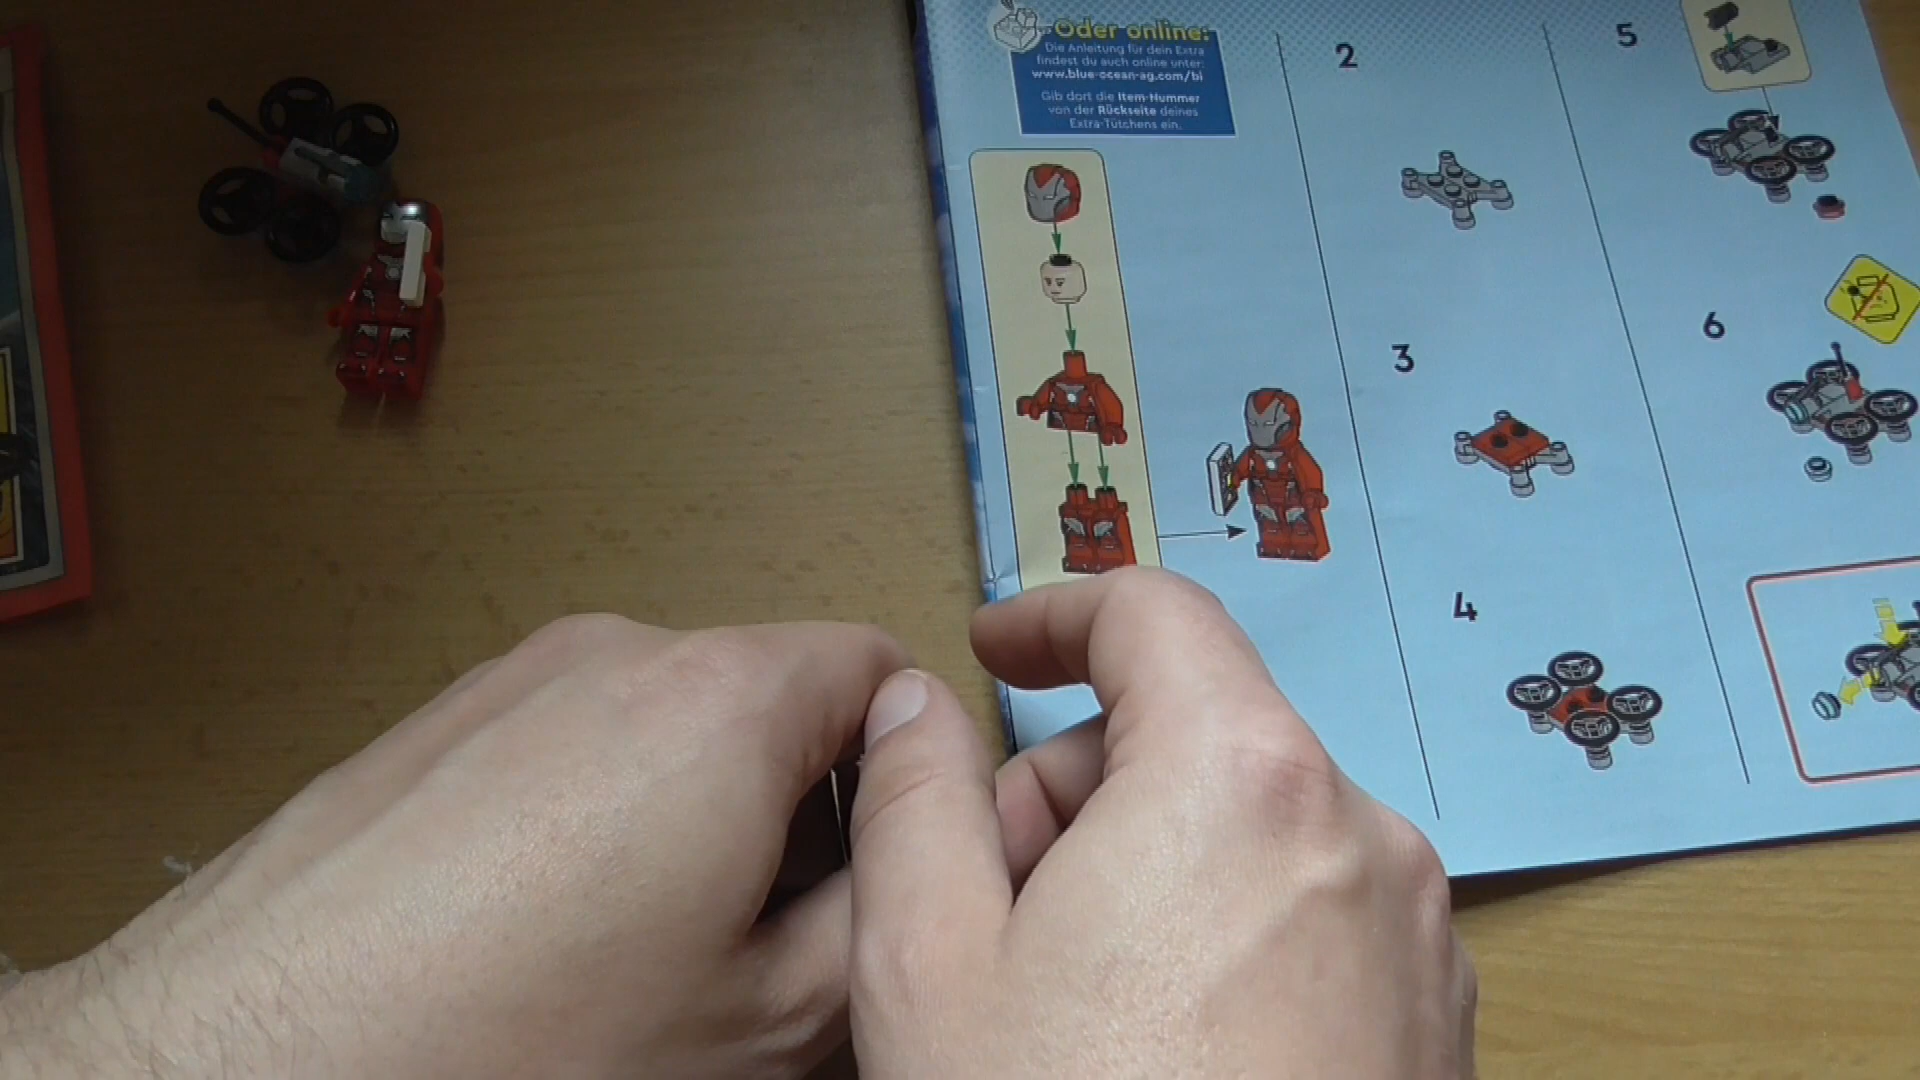 Oder online:
Die Anleitung für dein Extra
findest du auch online unter:
www.blue-ocean-ag.com/bi
Gib dort die Item-Nummer
von der Rückseite deines
Extra-Tütchens ein.
2
3
4
5
6